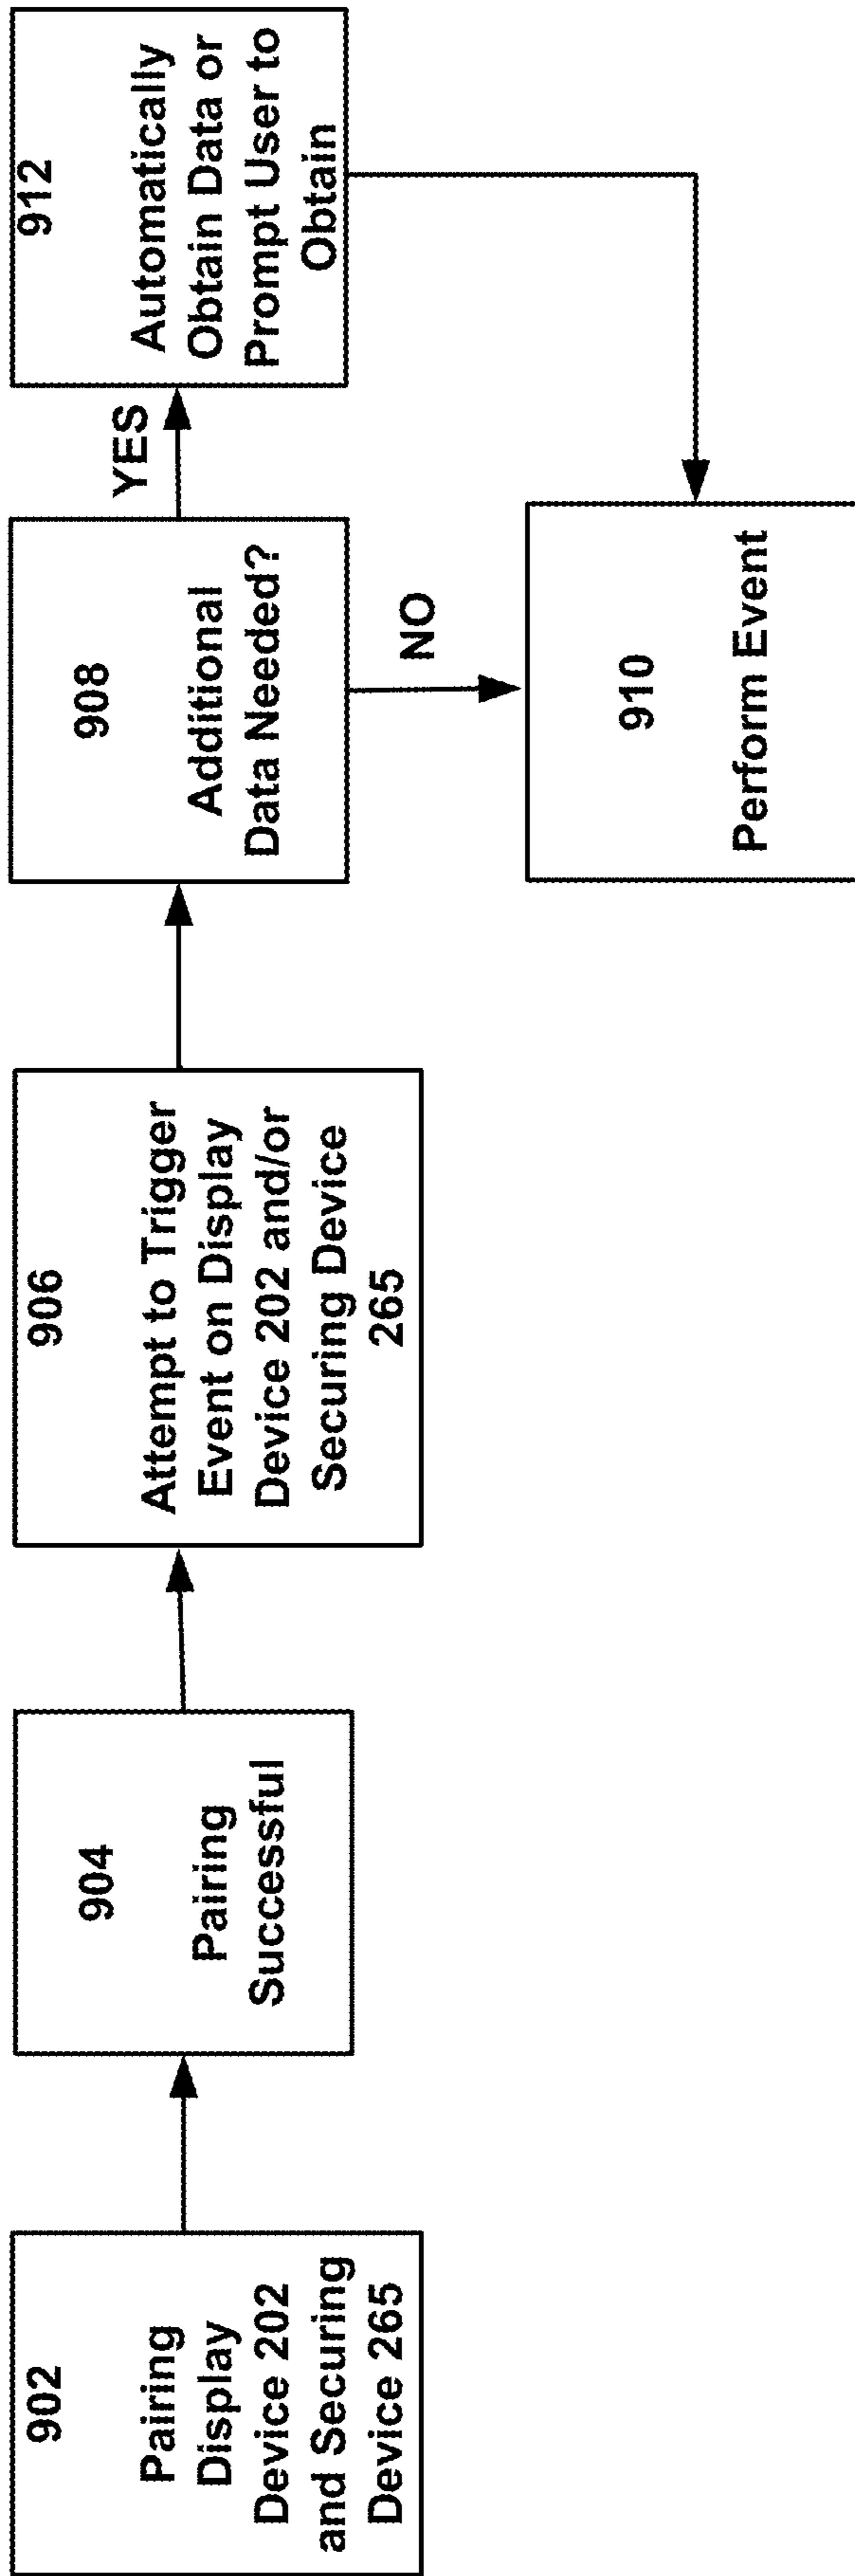 902
Pairing
Display
Device 202
and Securing
Device 265
904
Pairing
Successful
906
Attempt to Trigger
Event on Display
Device 202 and/or
Securing Device
265
908
Additional
Data Needed?
YES
912
Automatically
Obtain Data or
Prompt User to
Obtain
NO
910
Perform Event